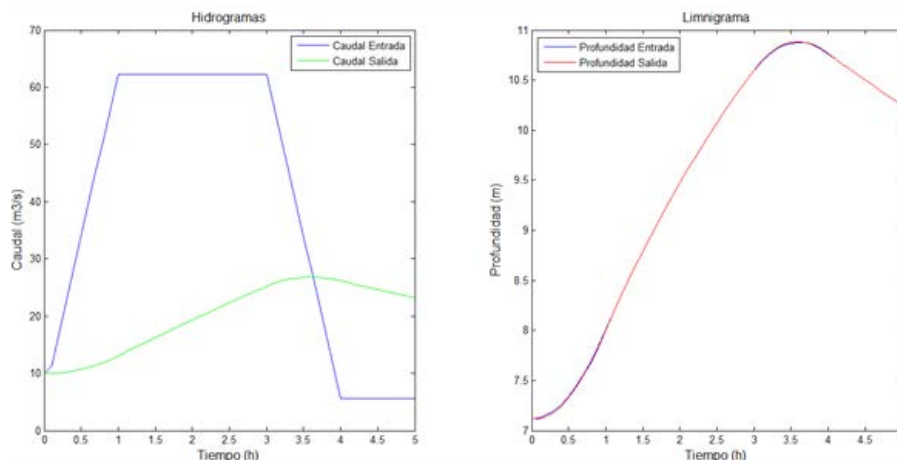 Hidrogramas
70
60
50
40
30
20
10
0
Caudal (m3/s)
Caudal Entrada
Caudal Salida
0 0.5 1 1.5 2 2.5 3 3.5 4 4.5 5
Tiempo (h)
Limnigrama
11
10.5
10
9.5
9
8.5
8
7.5
7
Profundidad (m)
Profundidad Entrada
Profundidad Salida
0 0.5 1 1.5 2 2.5 3 3.5 4 4.5
Tiempo (h)